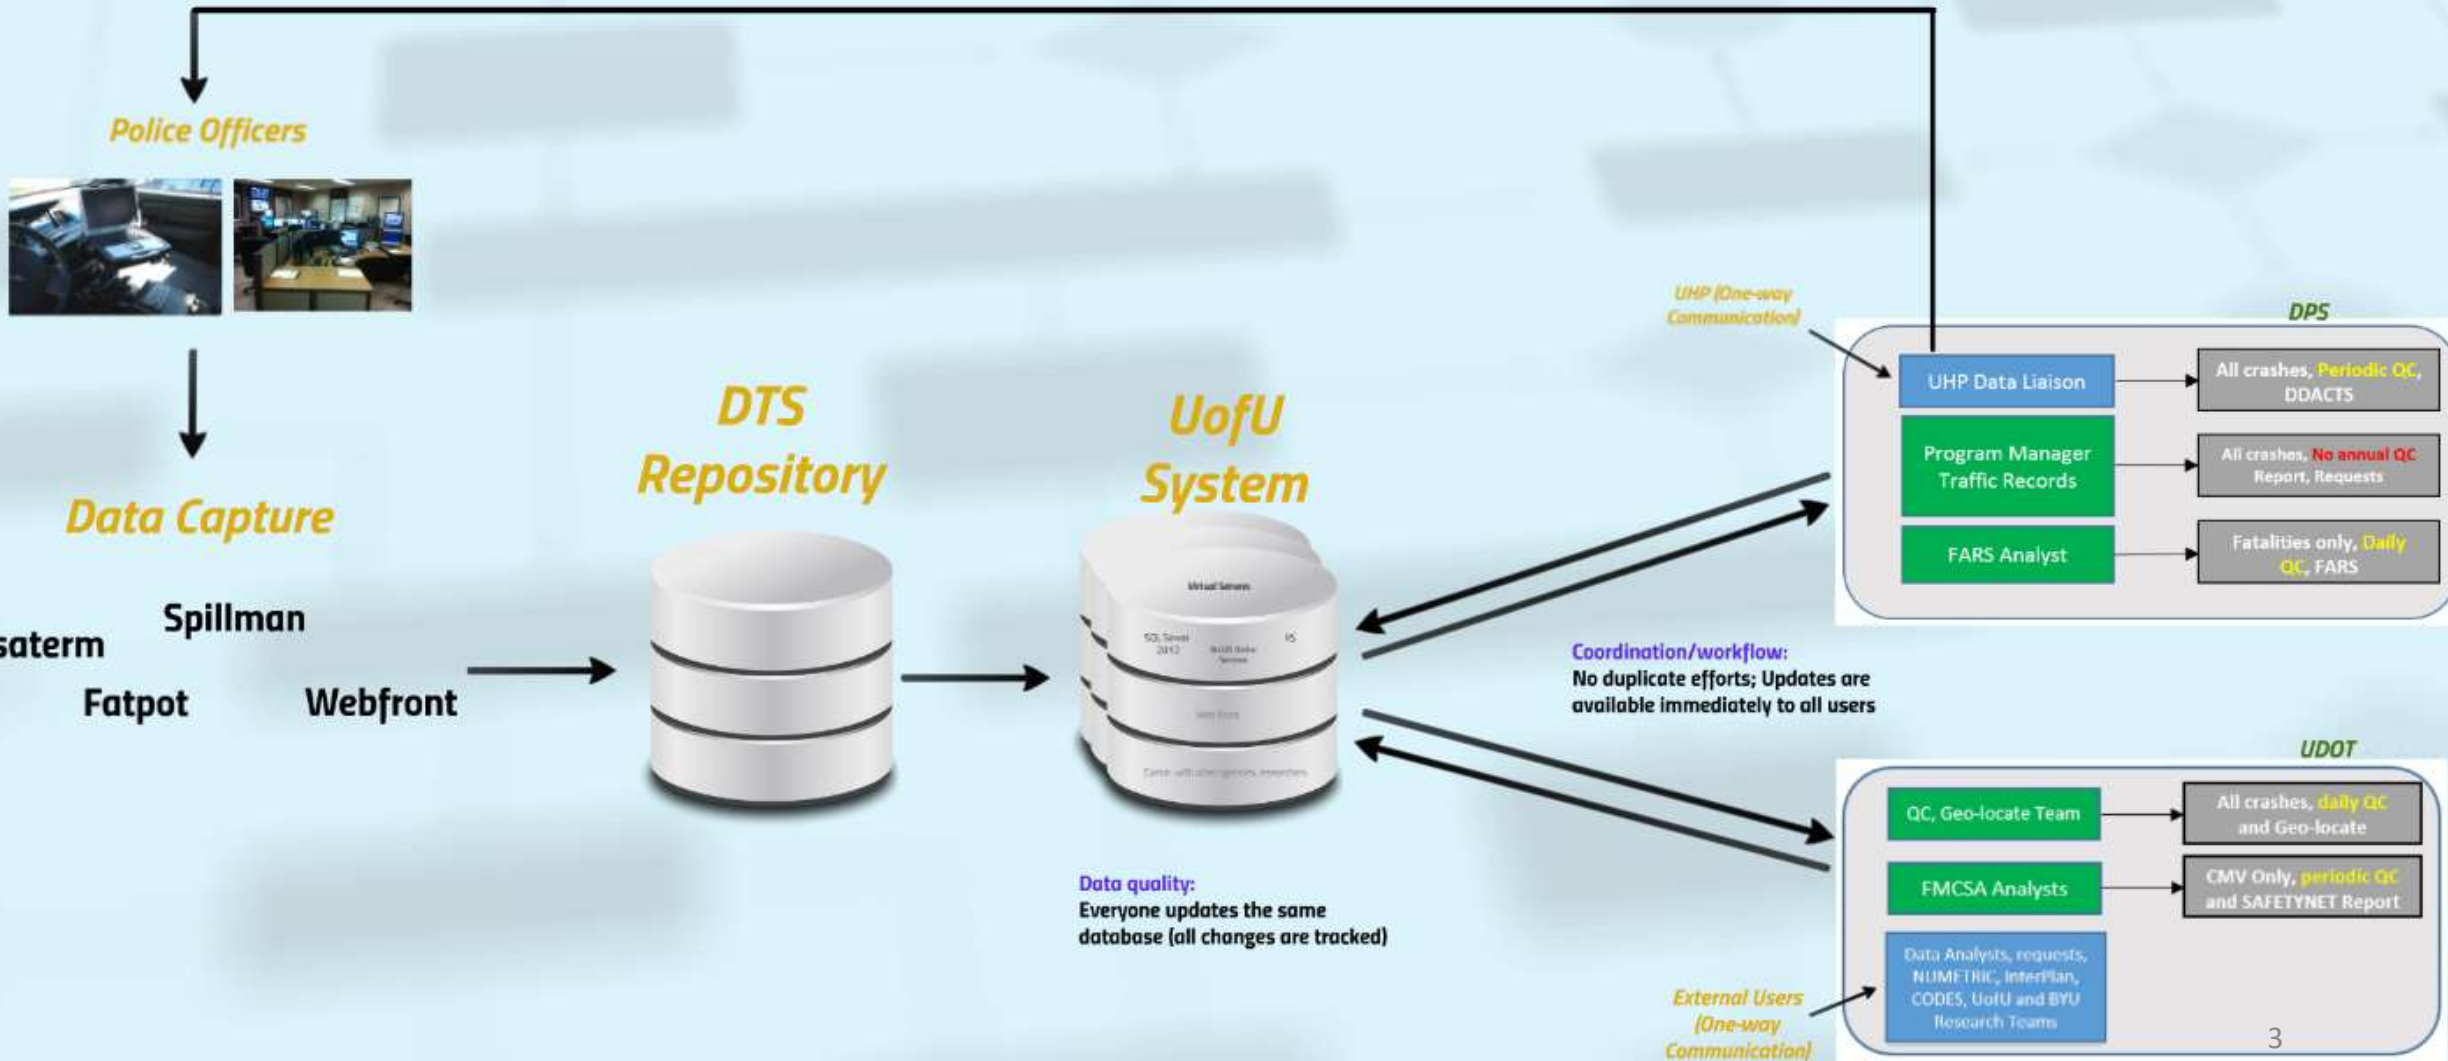 Police Officers
Data Capture
saterm
Spillman
Fatpot
Webfront
DTS
Repository
UofU
System
Virtual Servers
SQL Server
2012
Data quality:
Everyone updates the same
database (all changes are tracked)
Coordination/workflow:
No duplicate efforts; Updates are
available immediately to all users
UHP (One-way
Communication)
DPS
UHP Data Liaison
All crashes, Periodic QC,
DDACTS
Program Manager
Traffic Records
All crashes, No annual QC
Report, Requests
FARS Analyst
Fatalities only, Daily
QC, FARS
UDOT
QC, Geo-locate Team
All crashes, daily QC
and Geo-locate
FMCSA Analysts
CMV Only, periodic QC
and SAFETYNET Report
Data Analysts, requests,
NUMETRIC, InterPlan,
CODES, UofU and BYU
Research Teams
External Users
(One-way
Communication)
3